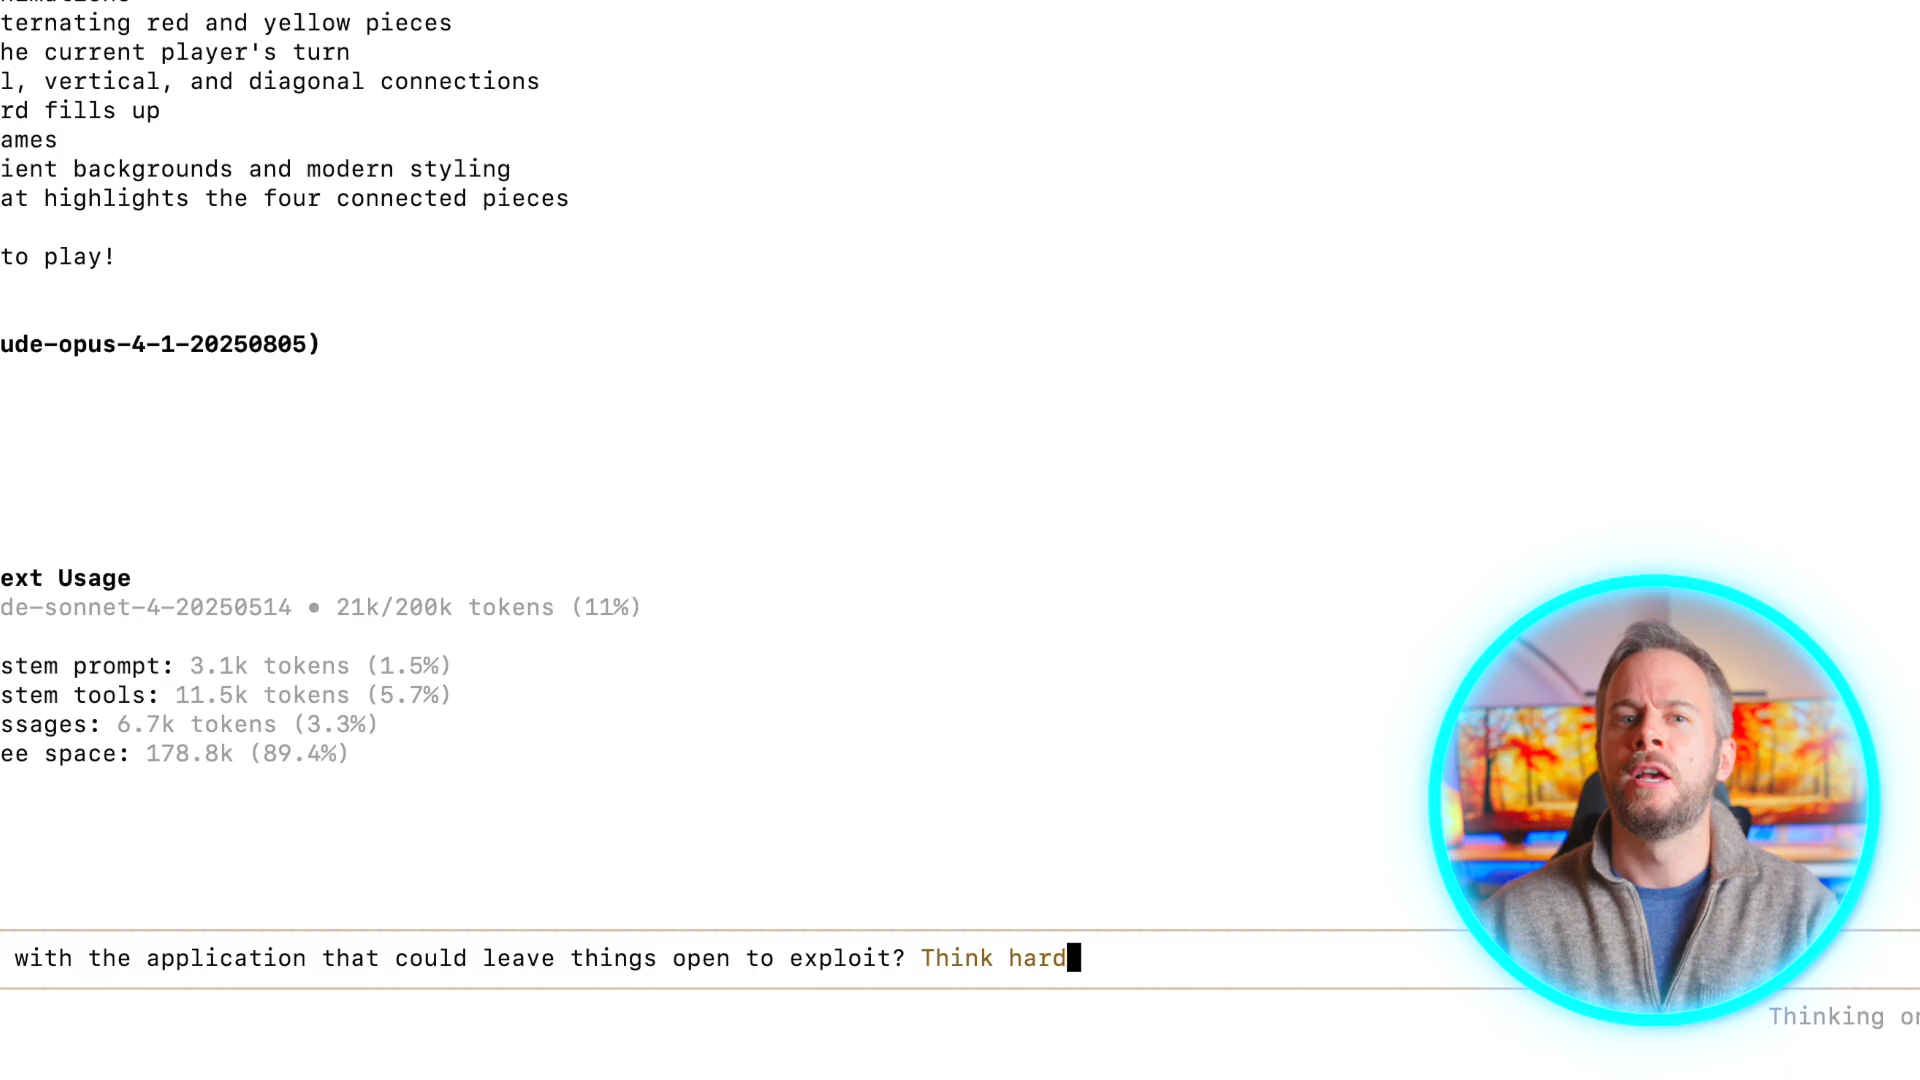 ternating red and yellow pieces
he current player's turn
l, vertical, and diagonal connections
rd fills up
ames
ient backgrounds and modern styling
at highlights the four connected pieces
to play!
ude-opus-4-1-20250805)
ext Usage
de-sonnet-4-20250514 • 21k/200k tokens (11%)
stem prompt: 3.1k tokens (1.5%)
stem tools: 11.5k tokens (5.7%)
ssages: 6.7k tokens (3.3%)
ee space: 178.8k (89.4%)
with the application that could leave things open to exploit? Think hard
Thinking on